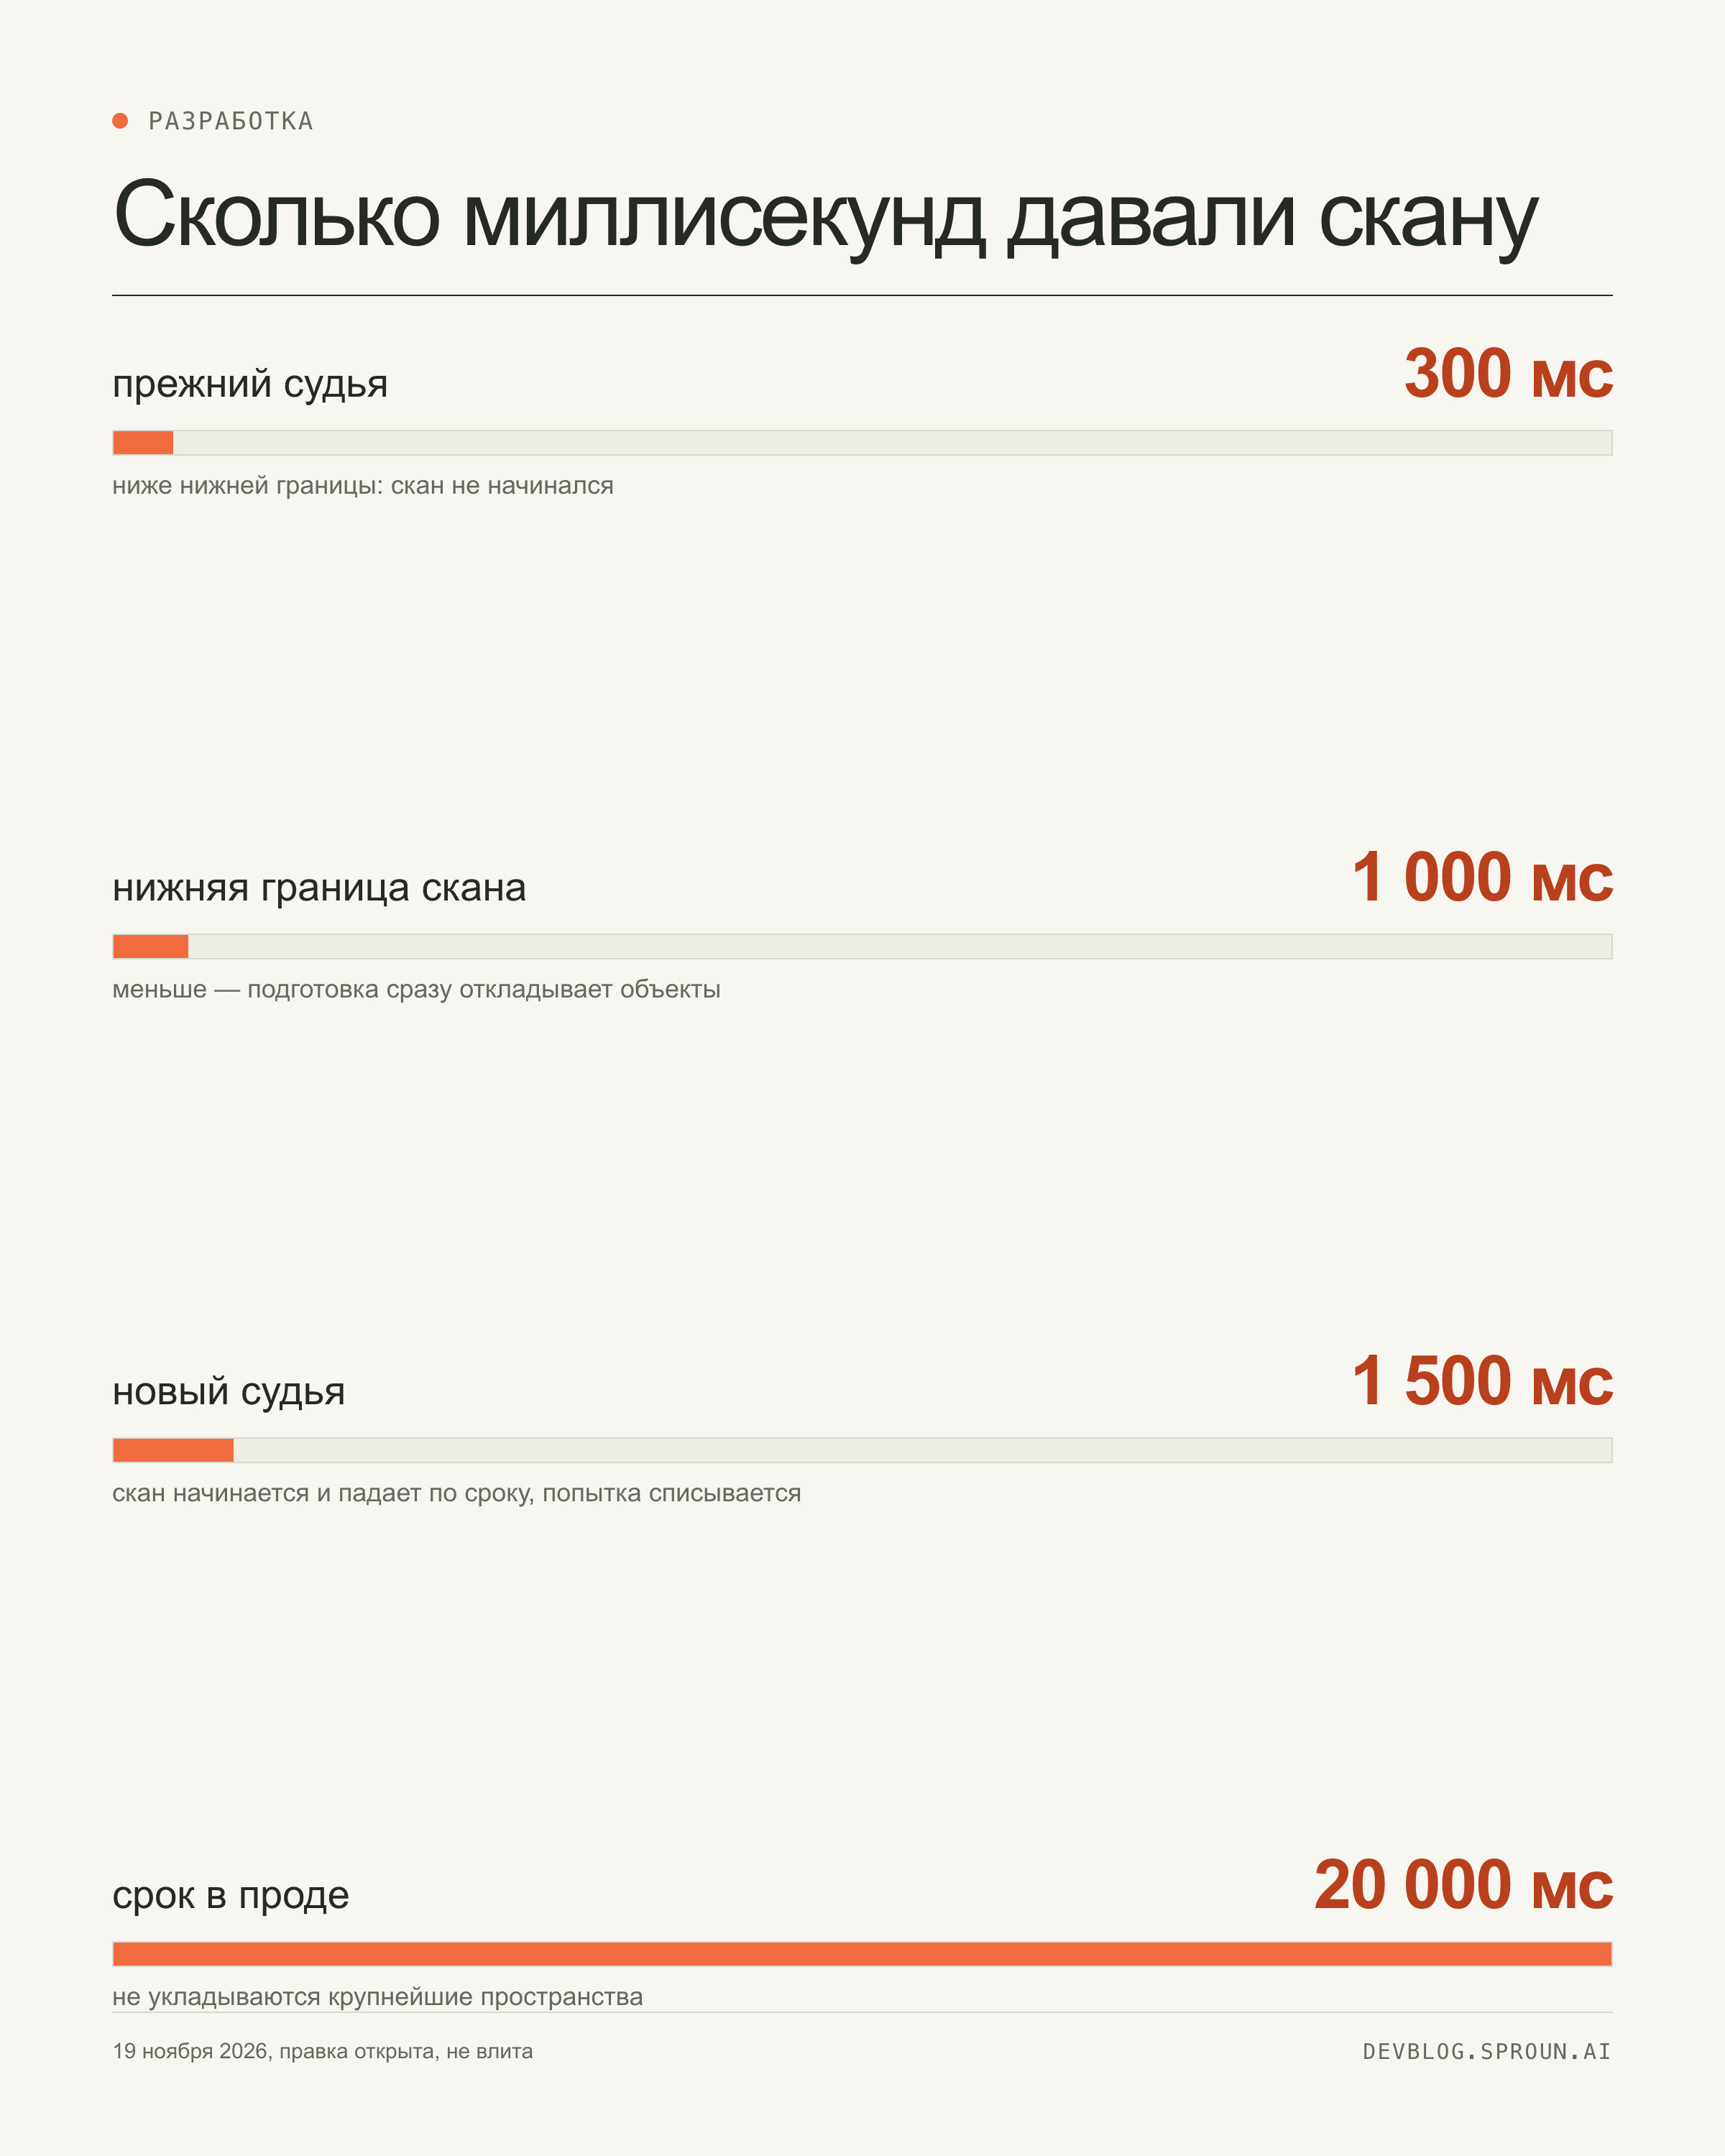 РАЗРАБОТКА
Сколько миллисекунд давали скану
прежний судья
300 мс
ниже нижней границы: скан не начинался
нижняя граница скана
1 000 мс
меньше — подготовка сразу откладывает объекты
новый судья
1 500 мс
скан начинается и падает по сроку, попытка списывается
срок в проде
20 000 мс
не укладываются крупнейшие пространства
19 ноября 2026, правка открыта, не влита
DEVBLOG.SPROUN.AI